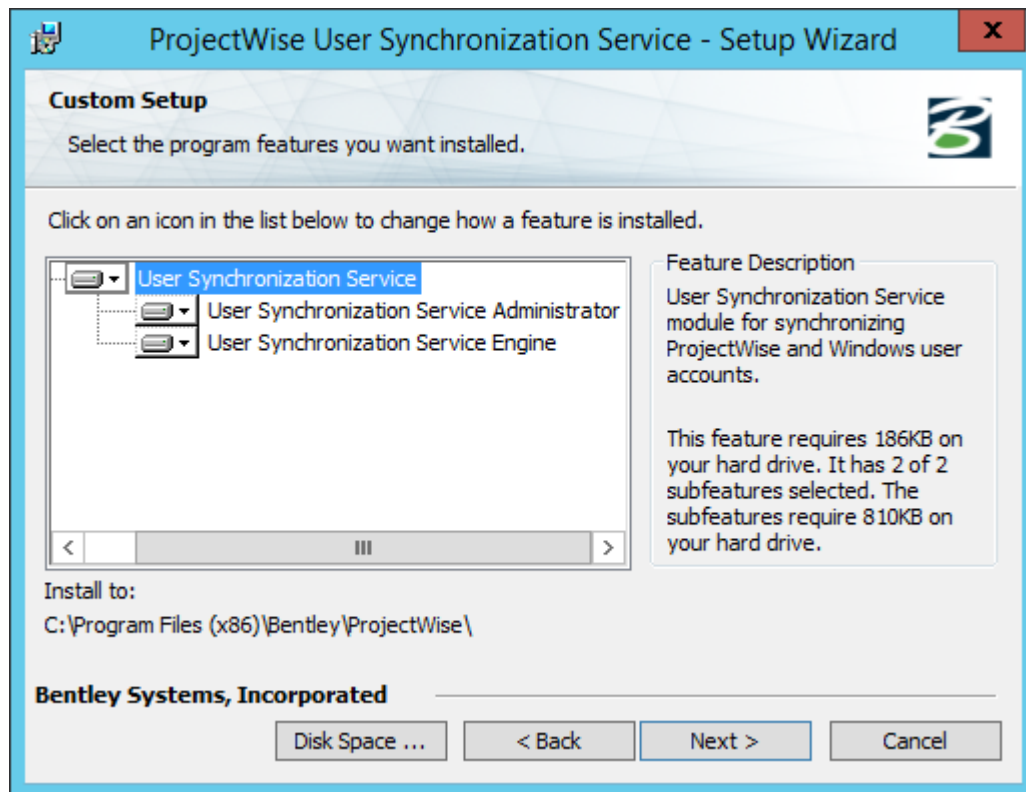 ProjectWise User Synchronization Service - Setup Wizard
x
Custom Setup
Select the program features you want installed.
Click on an icon in the list below to change how a feature is installed.
User Synchronization Service
User Synchronization Service Administrator
User Synchronization Service Engine
Feature Description
User Synchronization Service
module for synchronizing
ProjectWise and Windows user
accounts.
This feature requires 186KB on
your hard drive. It has 2 of 2
subfeatures selected. The
subfeatures require 810KB on
your hard drive.
Install to:
C:\Program Files (x86)\Bentley\ProjectWise\
Bentley Systems, Incorporated
Disk Space ...
< Back
Next >
Cancel